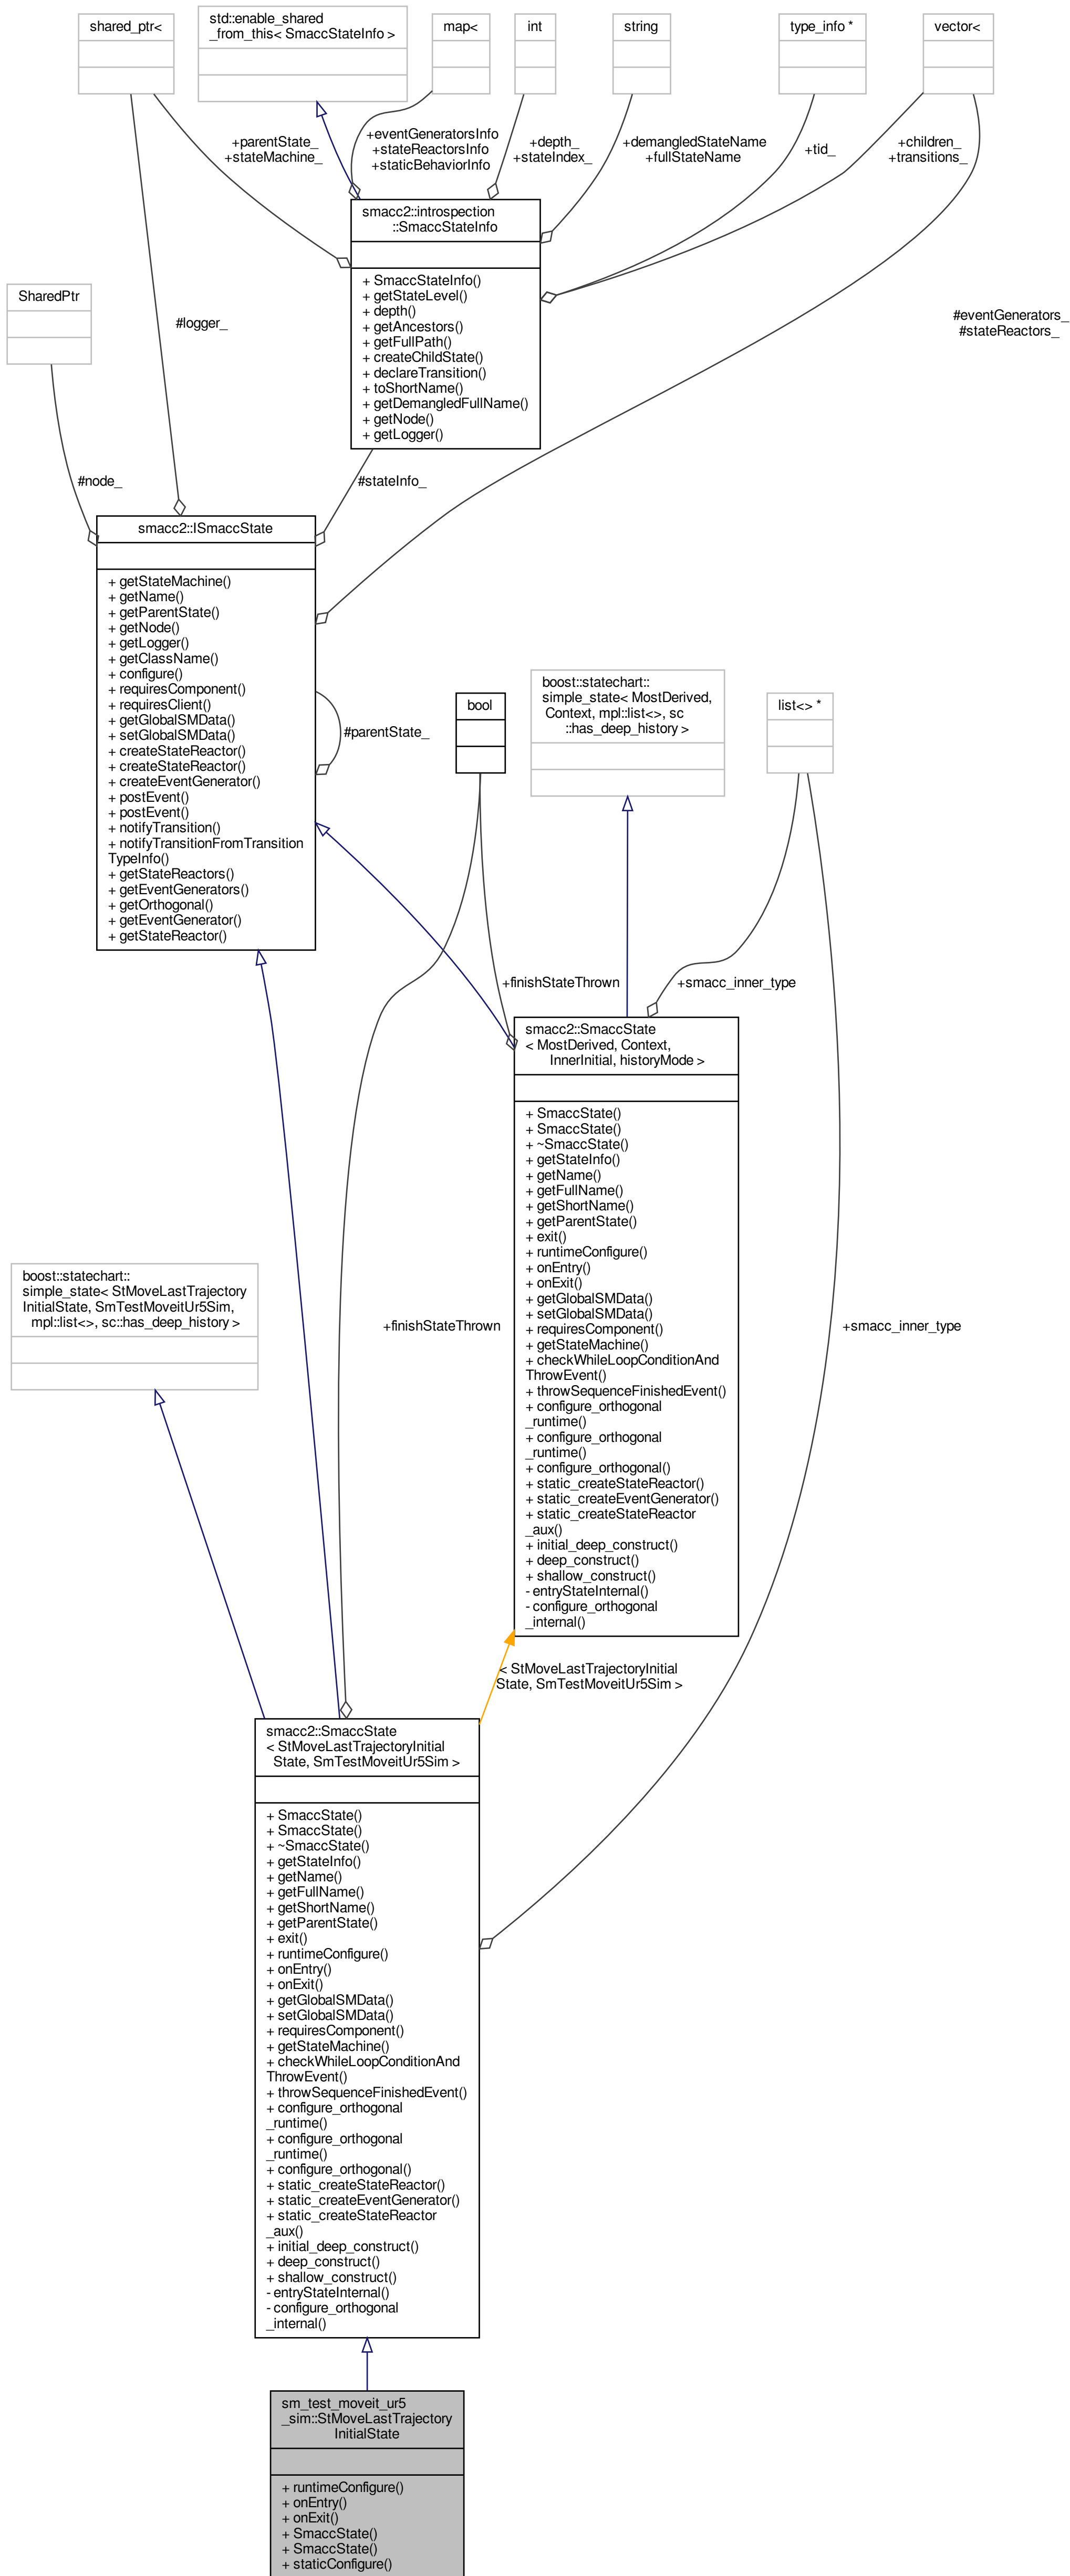 shared_ptr<
std::enable_shared
_from_this< SmaccStateInfo >
map<
int
string
type_info *
vector<
+parentState_
+stateMachine_
+eventGeneratorsInfo
+stateReactorsInfo
+staticBehaviorInfo
+depth_
+stateIndex_
+demangledStateName
+fullStateName
+tid_
+children_
+transitions_
smacc2::introspection
::SmaccStateInfo
+ SmaccStateInfo()
+ getStateLevel()
+ depth()
+ getAncestors()
+ getFullPath()
+ createChildState()
+ declareTransition()
+ toShortName()
+ getDemangledFullName()
+ getNode()
+ getLogger()
SharedPtr
#logger_
#eventGenerators_
#stateReactors_
#node_
#stateInfo_
smacc2::ISmaccState
+ getStateMachine()
+ getName()
+ getParentState()
+ getNode()
+ getLogger()
+ getClassName()
+ configure()
+ requiresComponent()
+ requiresClient()
+ getGlobalSMData()
+ setGlobalSMData()
+ createStateReactor()
+ createStateReactor()
+ createEventGenerator()
+ postEvent()
+ postEvent()
+ notifyTransition()
+ notifyTransitionFromTransition
TypeInfo()
+ getStateReactors()
+ getEventGenerators()
+ getOrthogonal()
+ getEventGenerator()
+ getStateReactor()
#parentState_
bool
boost::statechart::
simple_state< MostDerived,
Context, mpl::list<>, sc
::has_deep_history >
list<> *
+finishStateThrown
+smacc_inner_type
smacc2::SmaccState
< MostDerived, Context,
InnerInitial, historyMode >
+ SmaccState()
+ SmaccState()
+ ~SmaccState()
+ getStateInfo()
+ getName()
+ getFullName()
+ getShortName()
+ getParentState()
+ exit()
+ runtimeConfigure()
+ onEntry()
+ onExit()
+ getGlobalSMData()
+ setGlobalSMData()
+ requiresComponent()
+ getStateMachine()
+ checkWhileLoopConditionAnd
ThrowEvent()
+ throwSequenceFinishedEvent()
+ configure_orthogonal
_runtime()
+ configure_orthogonal
_runtime()
+ configure_orthogonal()
+ static_createStateReactor()
+ static_createEventGenerator()
+ static_createStateReactor
_aux()
+ initial_deep_construct()
+ deep_construct()
+ shallow_construct()
- entryStateInternal()
- configure_orthogonal
_internal()
boost::statechart::
simple_state< StMoveLastTrajectory
InitialState, SmTestMoveitUr5Sim,
mpl::list<>, sc::has_deep_history >
+finishStateThrown
+smacc_inner_type
< StMoveLastTrajectoryInitial
State, SmTestMoveitUr5Sim >
smacc2::SmaccState
< StMoveLastTrajectoryInitial
State, SmTestMoveitUr5Sim >
+ SmaccState()
+ SmaccState()
+ ~SmaccState()
+ getStateInfo()
+ getName()
+ getFullName()
+ getShortName()
+ getParentState()
+ exit()
+ runtimeConfigure()
+ onEntry()
+ onExit()
+ getGlobalSMData()
+ setGlobalSMData()
+ requiresComponent()
+ getStateMachine()
+ checkWhileLoopConditionAnd
ThrowEvent()
+ throwSequenceFinishedEvent()
+ configure_orthogonal
_runtime()
+ configure_orthogonal
_runtime()
+ configure_orthogonal()
+ static_createStateReactor()
+ static_createEventGenerator()
+ static_createStateReactor
_aux()
+ initial_deep_construct()
+ deep_construct()
+ shallow_construct()
- entryStateInternal()
- configure_orthogonal
_internal()
sm_test_moveit_ur5
_sim::StMoveLastTrajectory
InitialState
+ runtimeConfigure()
+ onEntry()
+ onExit()
+ SmaccState()
+ SmaccState()
+ staticConfigure()